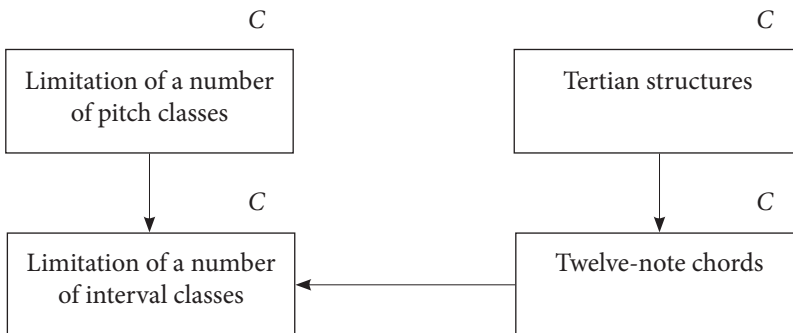 C
Limitation of a number
of pitch classes
C
Tertian structures
C
Limitation of a number
of interval classes
C
Twelve-note chords